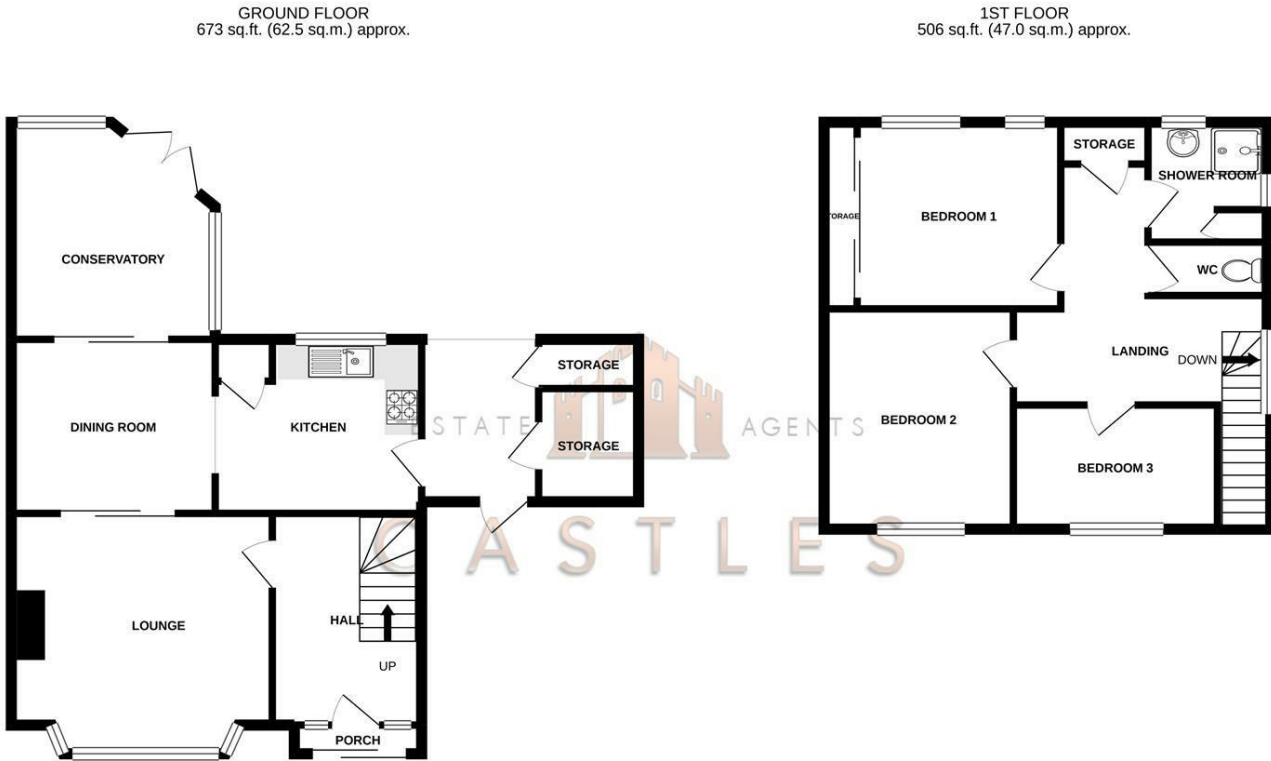 GROUND FLOOR
673 sq.ft. (62.5 sq.m.) approx.
1ST FLOOR
506 sq.ft. (47.0 sq.m.) approx.
CONSERVATORY
DINING ROOM
KITCHEN
STORAGE
STORAGE
LOUNGE
HALL
UP
PORCH
STORAGE
SHOWER ROOM
TORAGE
BEDROOM 1
WC
LANDING
DOWN
BEDROOM 2
BEDROOM 3
ESTATE AGENTS
CASTLES